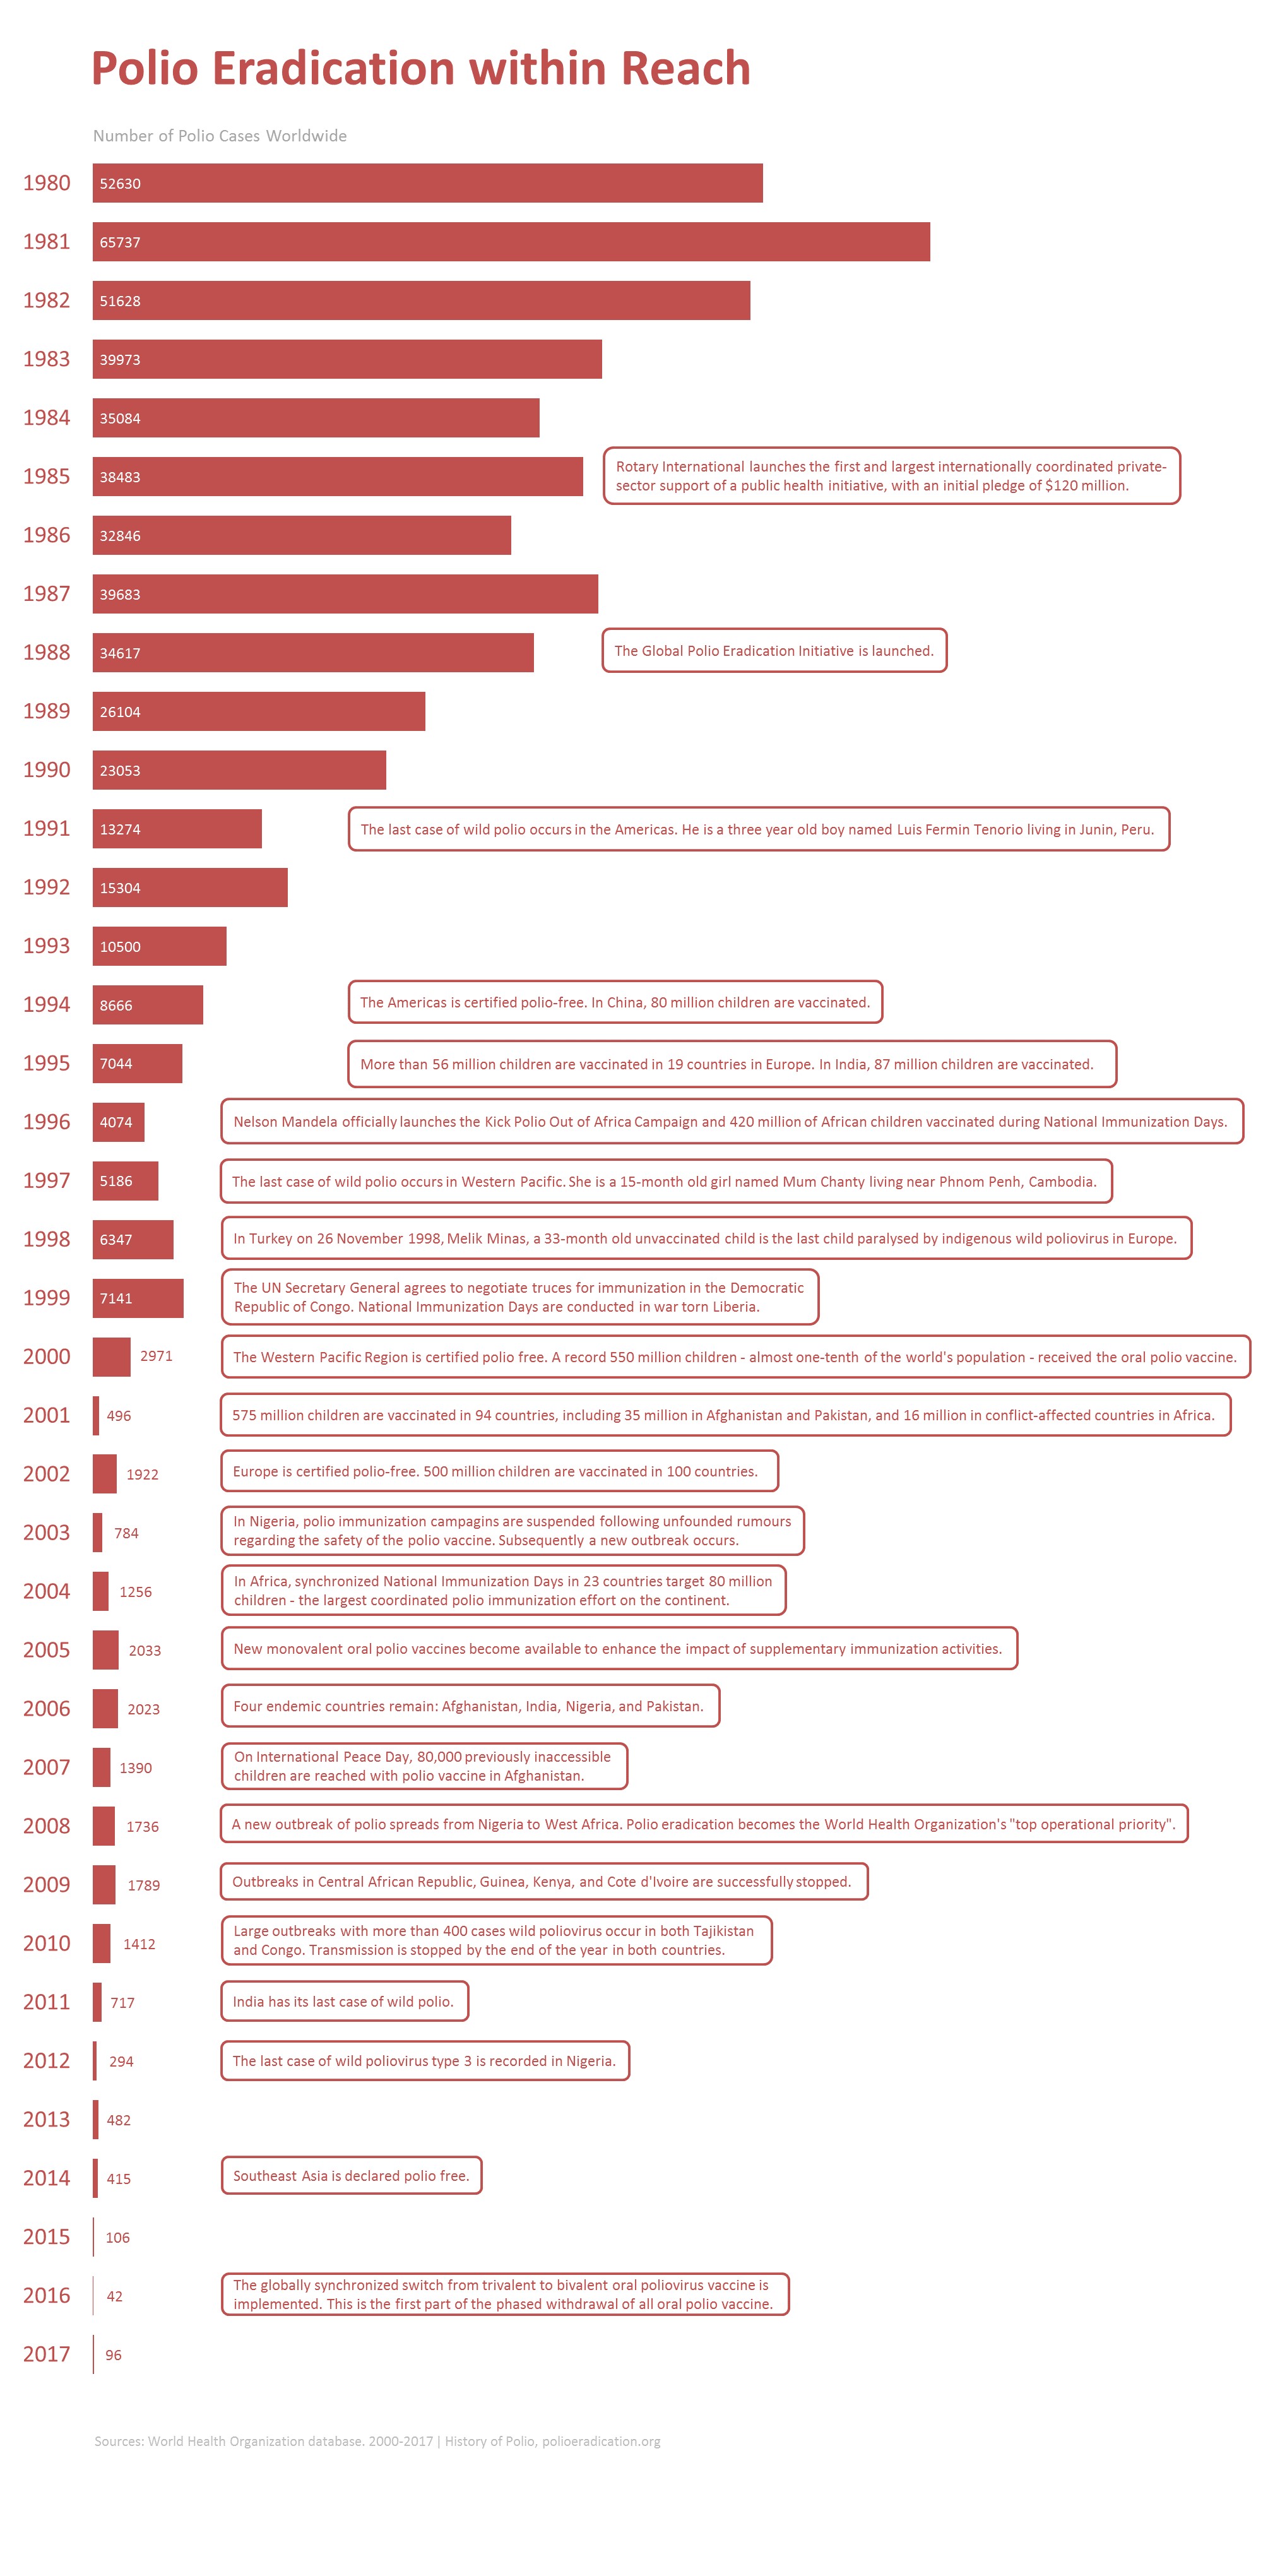 Polio Eradication within Reach
Number of Polio Cases Worldwide
1980 52630
1981 65737
1982 51628
1983 39973
1984 35084
1985 38483
Rotary International launches the first and largest internationally coordinated private-
sector support of a public health initiative, with an initial pledge of $120 million.
1986 32846
1987 39683
1988 34617 The Global Polio Eradication Initiative is launched.
1989 26104
1990 23053
1991 13274 The last case of wild polio occurs in the Americas. He is a three year old boy named Luis Fermin Tenorio living in Junin, Peru.
1992 15304
1993 10500
1994 8666 The Americas is certified polio-free. In China, 80 million children are vaccinated.
1995 7044 More than 56 million children are vaccinated in 19 countries in Europe. In India, 87 million children are vaccinated.
1996 4074 Nelson Mandela officially launches the Kick Polio Out of Africa Campaign and 420 million of African children vaccinated during National Immunization Days.
1997 5186 The last case of wild polio occurs in Western Pacific. She is a 15-month old girl named Mum Chanty living near Phnom Penh, Cambodia.
1998 6347 In Turkey on 26 November 1998, Melik Minas, a 33-month old unvaccinated child is the last child paralysed by indigenous wild poliovirus in Europe.
1999 7141
The UN Secretary General agrees to negotiate truces for immunization in the Democratic
Republic of Congo. National Immunization Days are conducted in war torn Liberia.
2000 2971 The Western Pacific Region is certified polio free. A record 550 million children - almost one-tenth of the world's population - received the oral polio vaccine.
2001 496 575 million children are vaccinated in 94 countries, including 35 million in Afghanistan and Pakistan, and 16 million in conflict-affected countries in Africa.
2002 1922 Europe is certified polio-free. 500 million children are vaccinated in 100 countries.
2003 784
In Nigeria, polio immunization campagins are suspended following unfounded rumours
regarding the safety of the polio vaccine. Subsequently a new outbreak occurs.
2004 1256
In Africa, synchronized National Immunization Days in 23 countries target 80 million
children - the largest coordinated polio immunization effort on the continent.
2005 2033 New monovalent oral polio vaccines become available to enhance the impact of supplementary immunization activities.
2006 2023 Four endemic countries remain: Afghanistan, India, Nigeria, and Pakistan.
2007 1390
On International Peace Day, 80,000 previously inaccessible
children are reached with polio vaccine in Afghanistan.
2008 1736 A new outbreak of polio spreads from Nigeria to West Africa. Polio eradication becomes the World Health Organization's "top operational priority".
2009 1789 Outbreaks in Central African Republic, Guinea, Kenya, and Cote d'Ivoire are successfully stopped.
2010 1412
Large outbreaks with more than 400 cases wild poliovirus occur in both Tajikistan
and Congo. Transmission is stopped by the end of the year in both countries.
2011 717 India has its last case of wild polio.
2012 294 The last case of wild poliovirus type 3 is recorded in Nigeria.
2013 482
2014 415 Southeast Asia is declared polio free.
2015 106
2016 42
The globally synchronized switch from trivalent to bivalent oral poliovirus vaccine is
implemented. This is the first part of the phased withdrawal of all oral polio vaccine.
2017 96
Sources: World Health Organization database. 2000-2017 | History of Polio, polioeradication.org